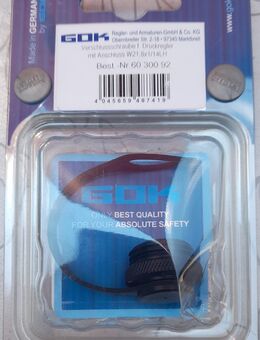 Made in GERMANY
by
GOK
Regler- und Armaturen-GmbH & Co. KG
Obernbreiter Str. 2-18 • 97340 Marktbreit
Verschlussschraube f. Druckregler
mit Anschluss W21,8x1/14LH
Best.-Nr. 60 300 92
4 045659 497419
GOK
ONLY BEST QUALITY
FOR YOUR ABSOLUTE SAFETY